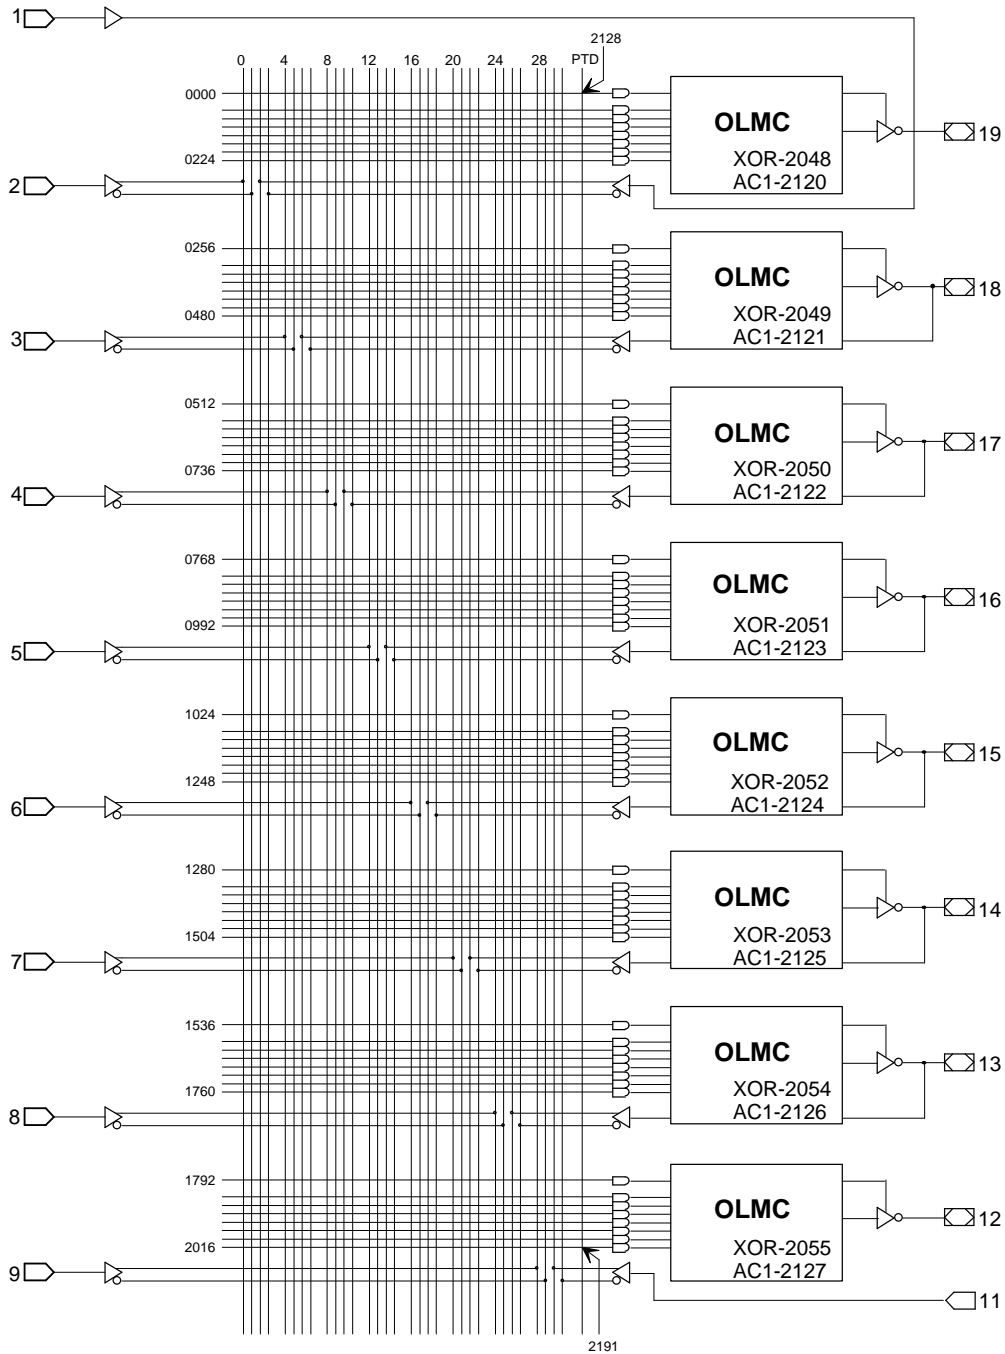 1
2128
0 4 8 12 16 20 24 28 PTD
0000
OLMC
19
XOR-2048
0224
AC1-2120
2
0256
OLMC
18
XOR-2049
0480
AC1-2121
3
0512
OLMC
17
XOR-2050
0736
AC1-2122
4
0768
OLMC
16
XOR-2051
0992
AC1-2123
5
1024
OLMC
15
XOR-2052
1248
AC1-2124
6
1280
OLMC
14
XOR-2053
1504
AC1-2125
7
1536
OLMC
13
XOR-2054
1760
AC1-2126
8
1792
OLMC
12
XOR-2055
2016
AC1-2127
9
11
2191